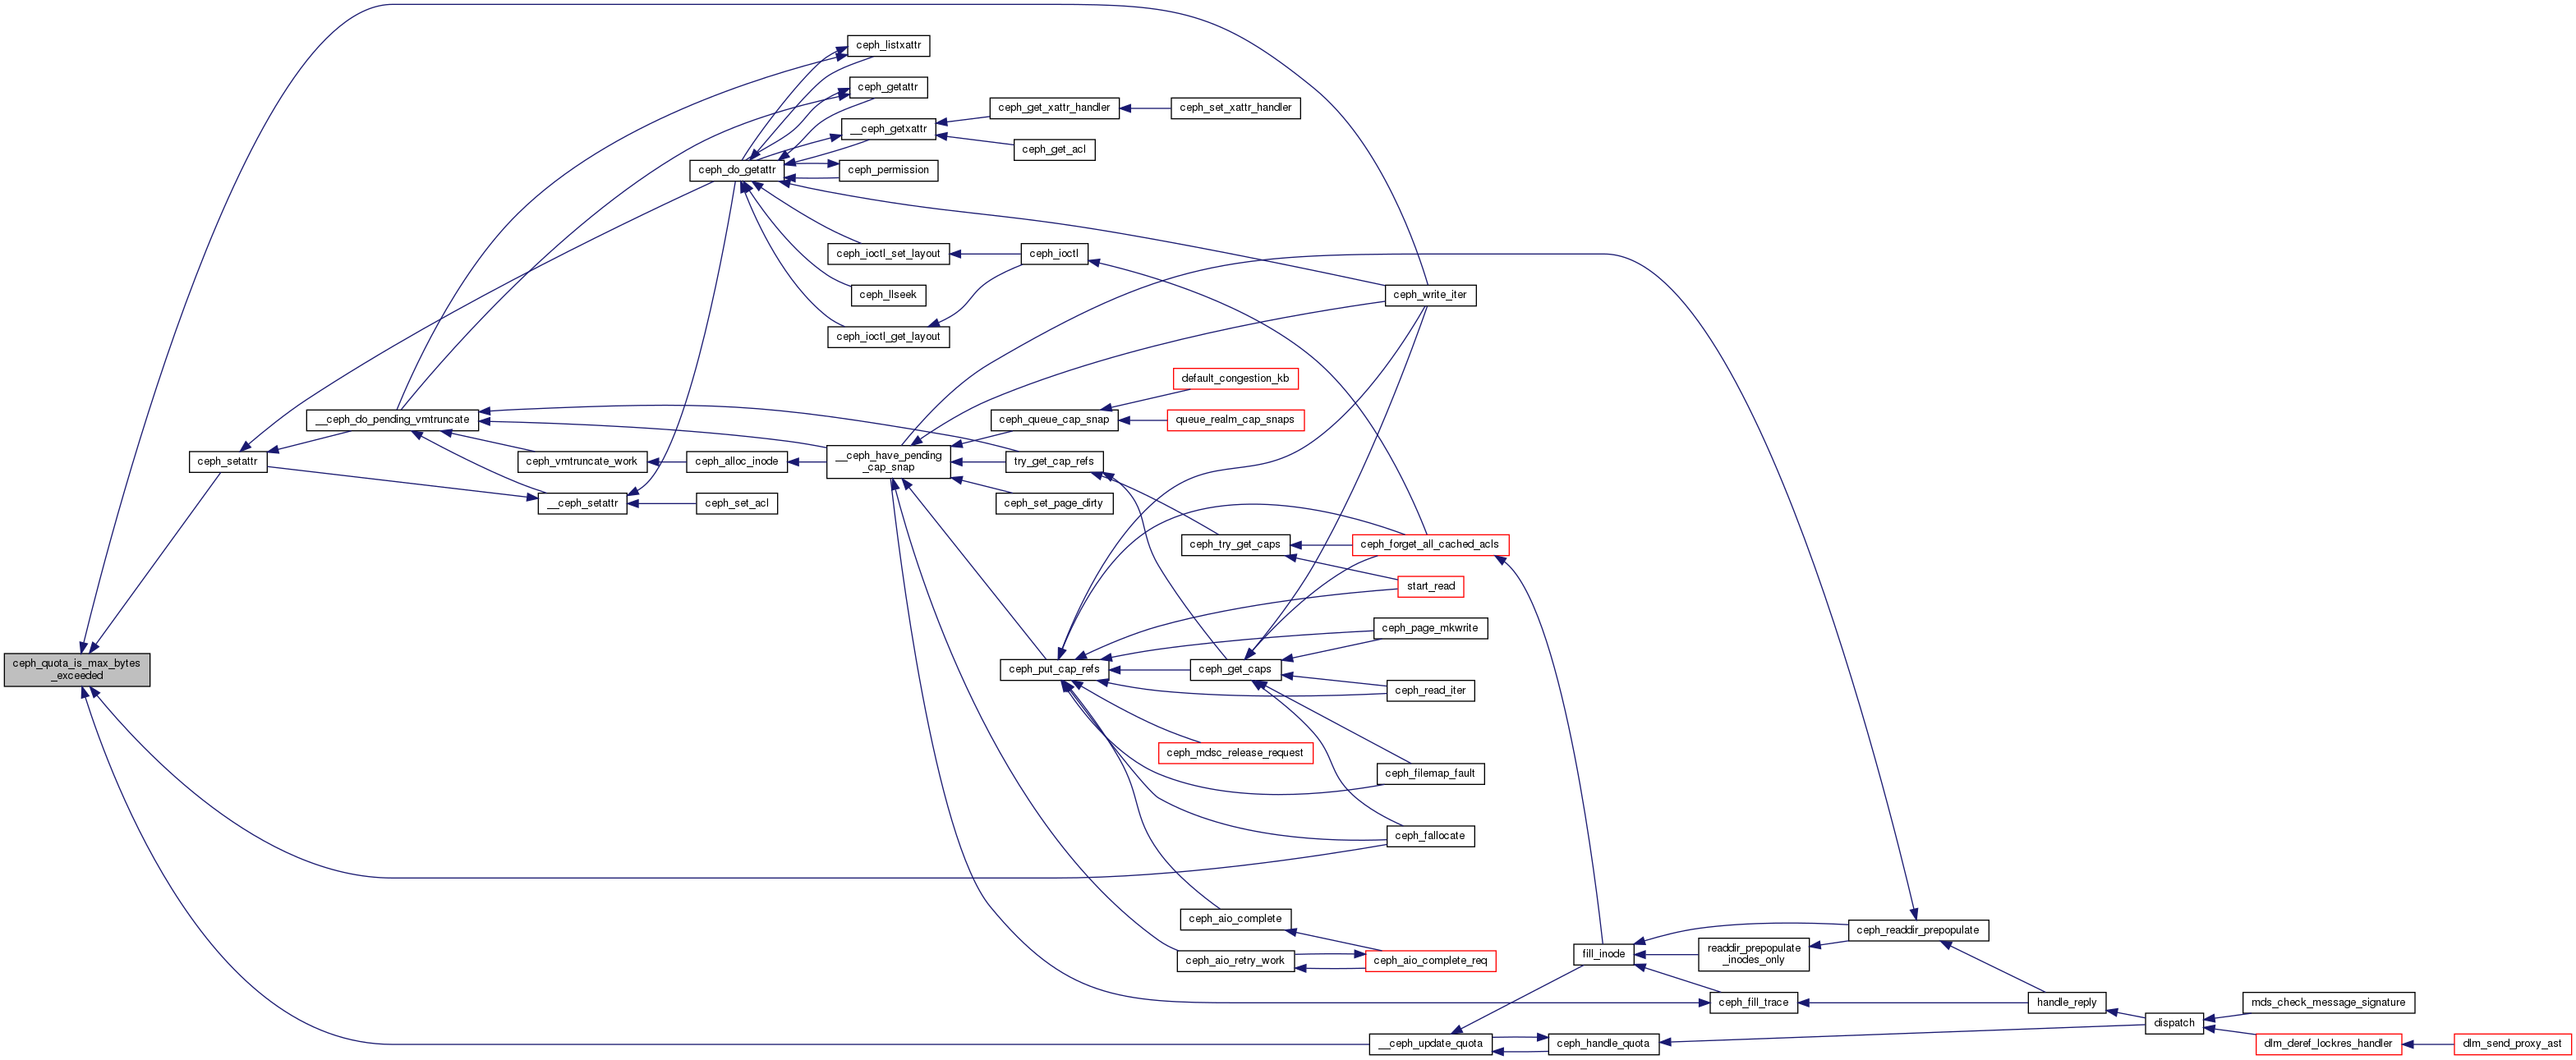 ceph_listxattr
ceph_getattr
ceph_get_xattr_handler
ceph_set_xattr_handler
__ceph_getxattr
ceph_get_acl
ceph_do_getattr
ceph_permission
ceph_ioctl_set_layout
ceph_ioctl
ceph_llseek
ceph_write_iter
ceph_ioctl_get_layout
default_congestion_kb
__ceph_do_pending_vmtruncate
ceph_queue_cap_snap
queue_realm_cap_snaps
ceph_setattr
ceph_vmtruncate_work
ceph_alloc_inode
__ceph_have_pending
_cap_snap
try_get_cap_refs
__ceph_setattr
ceph_set_acl
ceph_set_page_dirty
ceph_try_get_caps
ceph_forget_all_cached_acls
start_read
ceph_page_mkwrite
ceph_quota_is_max_bytes
_exceeded
ceph_put_cap_refs
ceph_get_caps
ceph_read_iter
ceph_mdsc_release_request
ceph_filemap_fault
ceph_fallocate
ceph_aio_complete
ceph_readdir_prepopulate
fill_inode
readdir_prepopulate
_inodes_only
ceph_aio_retry_work
ceph_aio_complete_req
ceph_fill_trace
handle_reply
mds_check_message_signature
dispatch
__ceph_update_quota
ceph_handle_quota
dlm_deref_lockres_handler
dlm_send_proxy_ast